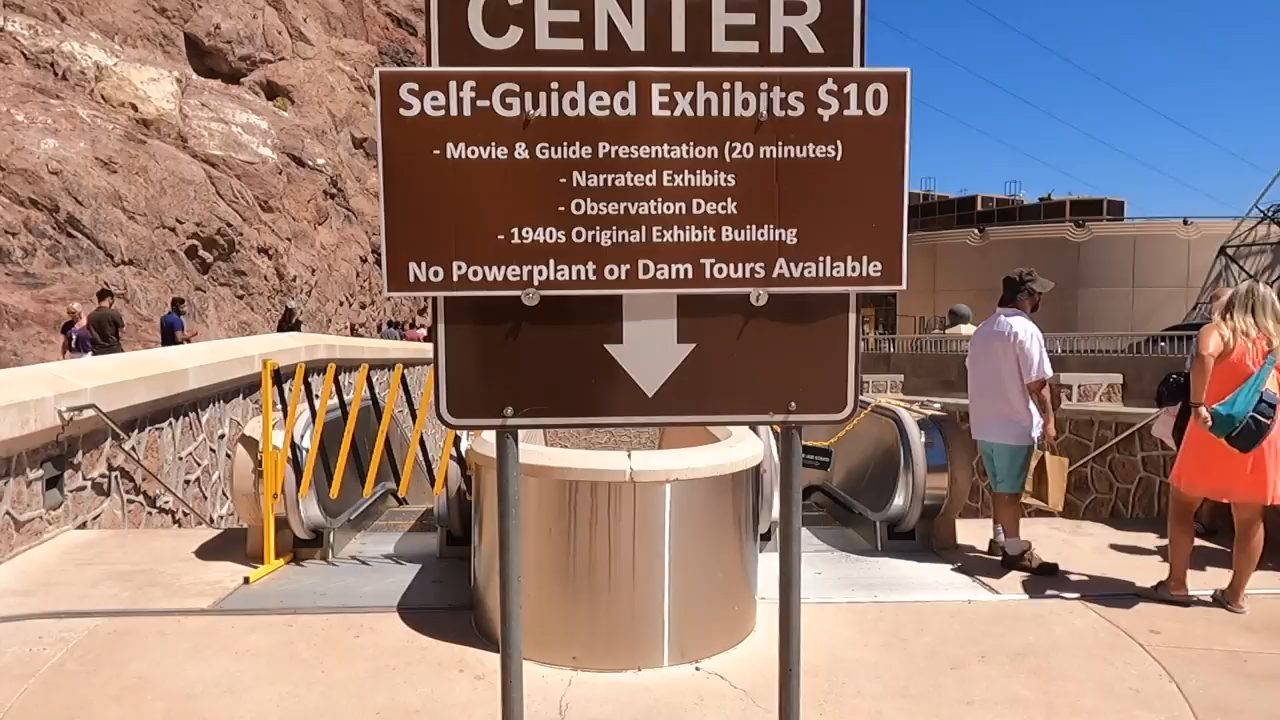 CENTER
Self-Guided Exhibits $10
- Movie & Guide Presentation (20 minutes)
- Narrated Exhibits
- Observation Deck
- 1940s Original Exhibit Building
No Powerplant or Dam Tours Available